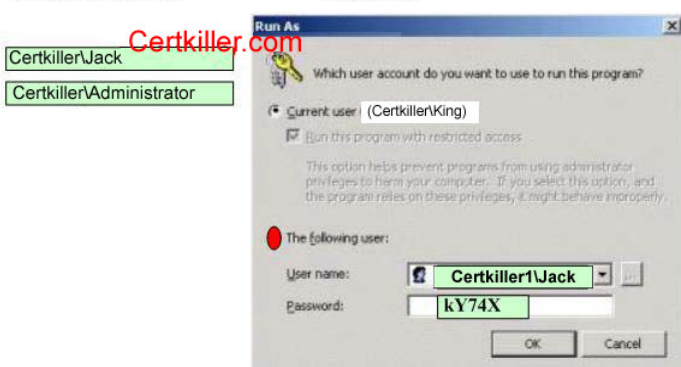 Run As
Certkiller.com
Certkiller\Jack
Certkiller\Administrator
Which user account do you want to use to run this program?
Current user (Certkiller\King)
Run this program with restricted access
This option helps prevent programs from using administrator
privileges to harm your computer. If you select this option, and
the program relies on these privileges, it might behave improperly.
The following user:
User name:
Certkiller1\Jack
...
Password:
kY74X
OK
Cancel